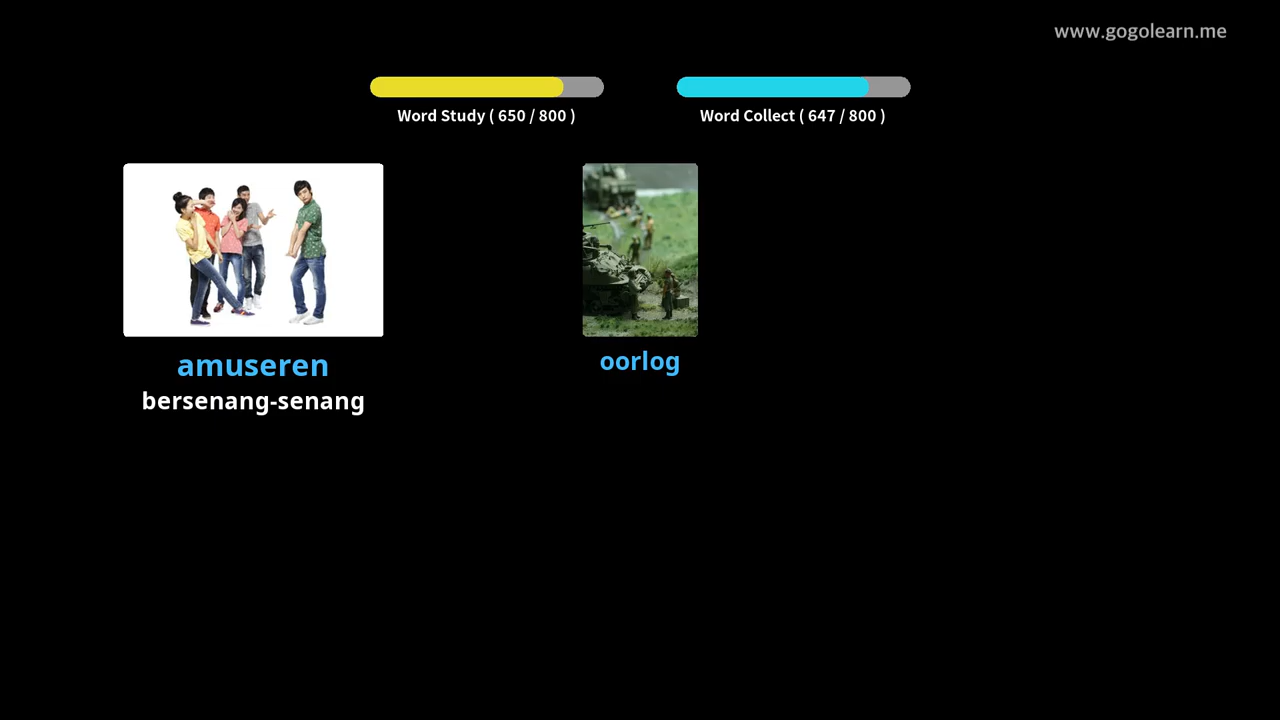 www.gogolearn.me
Word Study ( 650 / 800 )
Word Collect ( 647 / 800 )
amuseren
bersenang-senang
oorlog